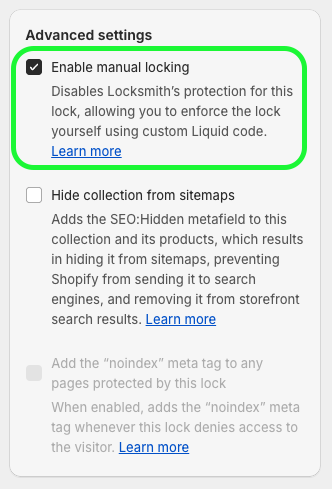 Advanced settings
Enable manual locking
Disables Locksmith's protection for this
lock, allowing you to enforce the lock
yourself using custom Liquid code.
Learn more
Hide collection from sitemaps
Adds the SEO:Hidden metafield to this
collection and its products, which results
in hiding it from sitemaps, preventing
Shopify from sending it to search
engines, and removing it from storefront
search results. Learn more
Add the “noindex” meta tag to any
pages protected by this lock
When enabled, adds the “noindex” meta
tag whenever this lock denies access to
the visitor. Learn more